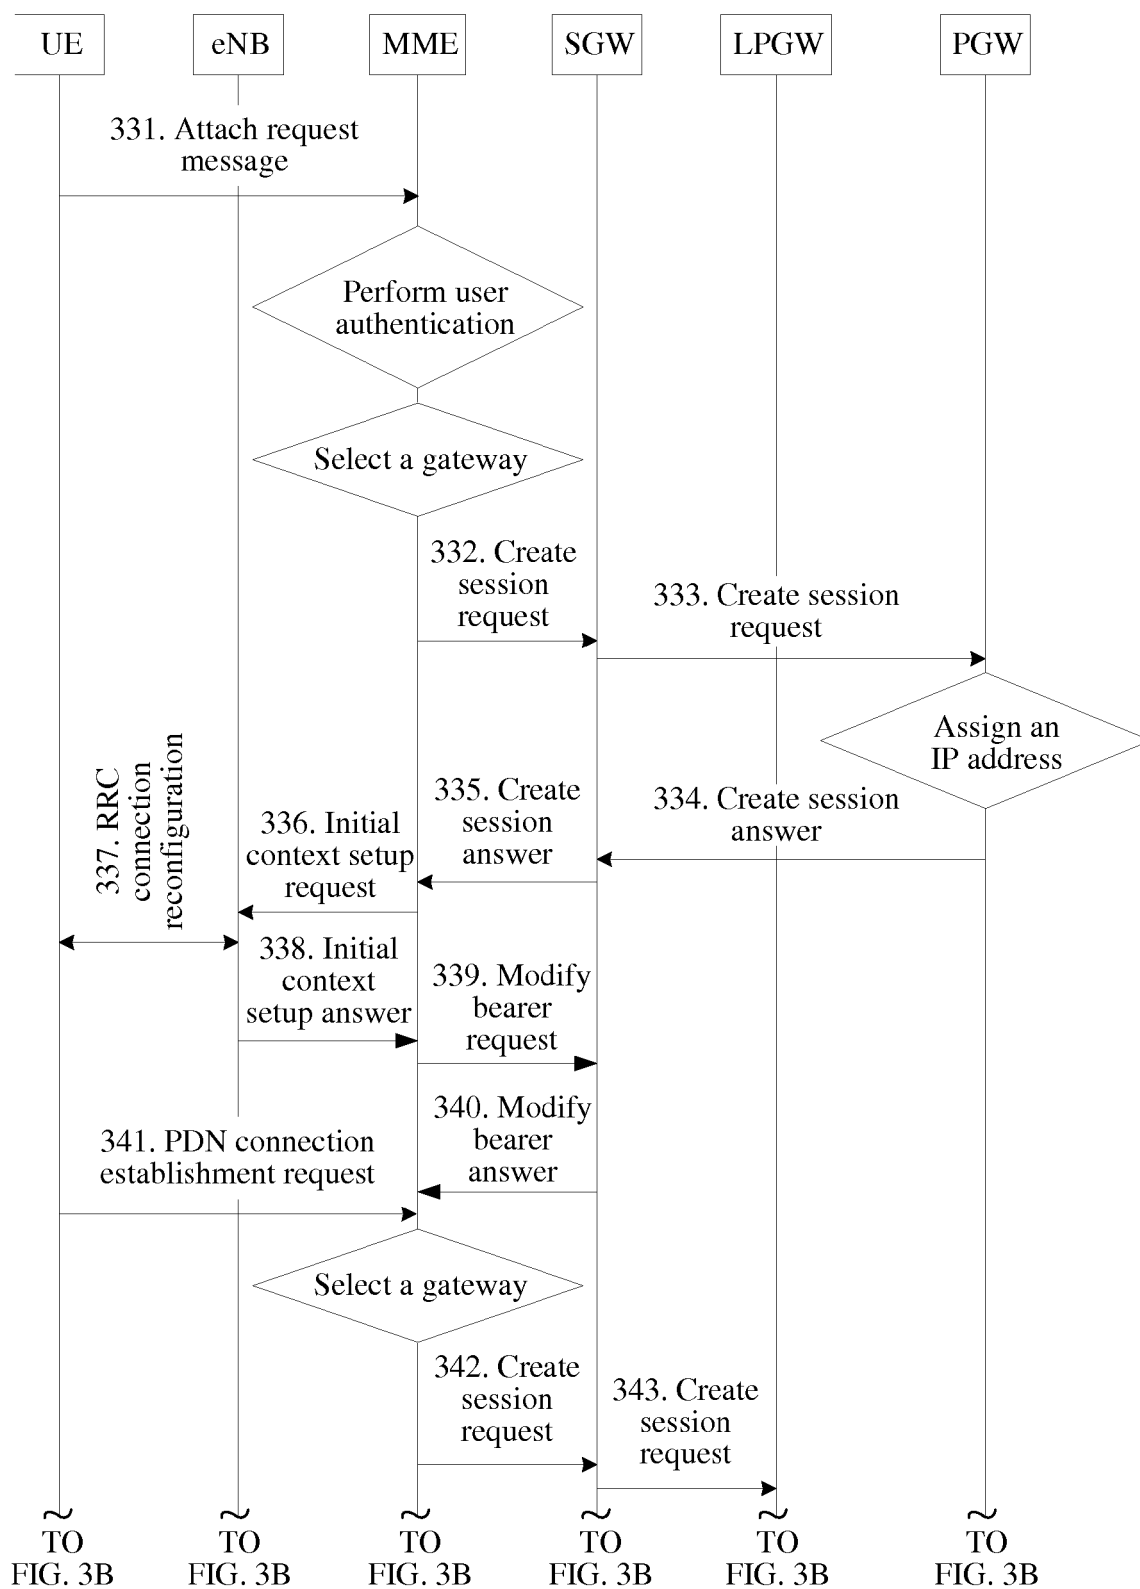 UE
eNB
MME
SGW
LPGW
PGW
331. Attach request
message
Perform user
authentication
Select a gateway
332. Create
session
request
333. Create session
request
Assign an
IP address
334. Create session
answer
335. Create
session
answer
336. Initial
context setup
request
337. RRC
connection
reconfiguration
338. Initial
context
setup answer
339. Modify
bearer
request
340. Modify
bearer
answer
341. PDN connection
establishment request
Select a gateway
342. Create
session
request
343. Create
session
request
TO
FIG. 3B
TO
FIG. 3B
TO
FIG. 3B
TO
FIG. 3B
TO
FIG. 3B
TO
FIG. 3B